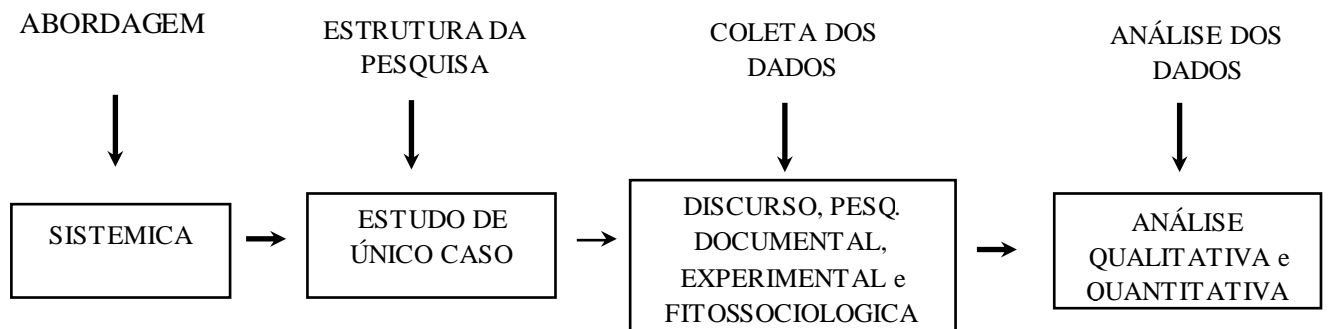 ABORDAGEM
ESTRUTURA DA
PESQUISA
COLETA DOS
DADOS
ANÁLISE DOS
DADOS
SISTEMICA
ESTUDO DE
ÚNICO CASO
DISCURSO, PESQ.
DOCUMENTAL,
EXPERIMENTAL e
FITOSSOCIOLOGICA
ANÁLISE
QUALITATIVA e
QUANTITATIVA